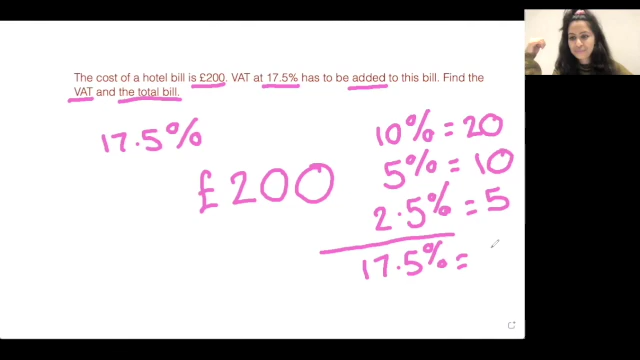 The cost of a hotel bill is £200. VAT at 17.5% has to be added to this bill. Find the
VAT and the total bill.
17.5%
£200
10% = 20
5% = 10
2.5% = 5
17.5% =